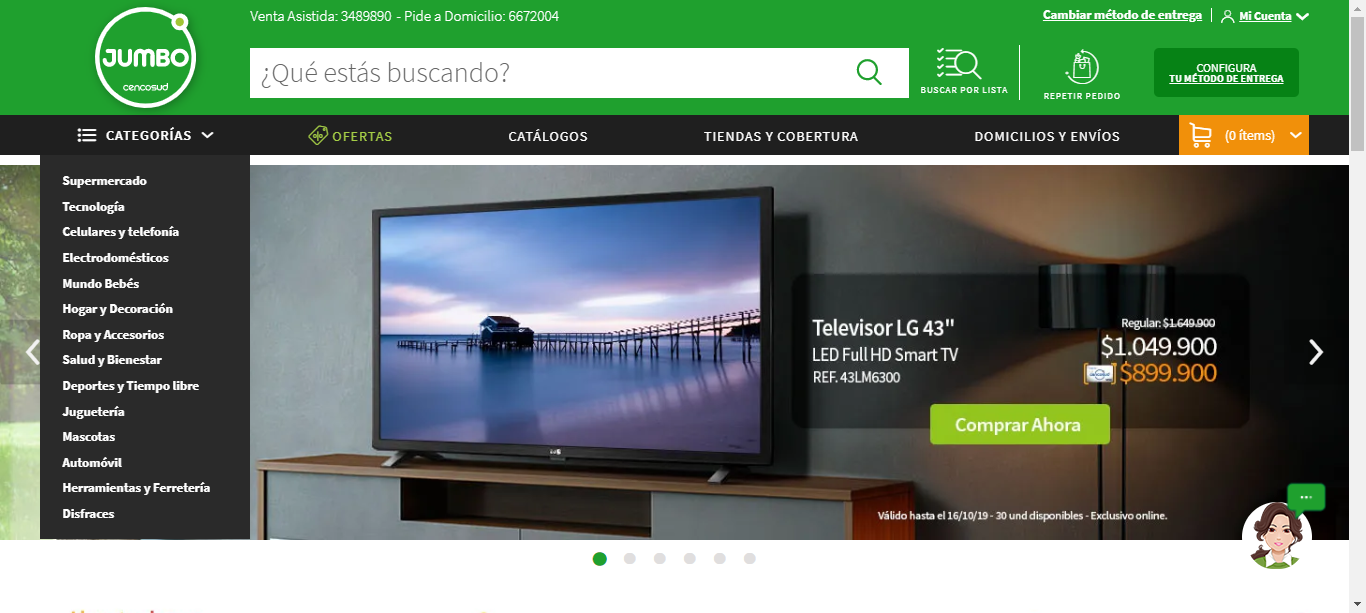 Venta Asistida: 3489890 - Pide a Domicilio: 6672004
Cambiar método de entrega
Mi Cuenta
JUMBO
cencosud
¿Qué estás buscando?
BUSCAR POR LISTA
REPETIR PEDIDO
CONFIGURA
TU MÉTODO DE ENTREGA
CATEGORÍAS
OFERTAS
CATÁLOGOS
TIENDAS Y COBERTURA
DOMICILIOS Y ENVÍOS
(0 ítems)
Supermercado
Tecnología
Celulares y telefonía
Electrodomésticos
Mundo Bebés
Hogar y Decoración
Ropa y Accesorios
Salud y Bienestar
Deportes y Tiempo libre
Juguetería
Mascotas
Automóvil
Herramientas y Ferretería
Disfraces
Televisor LG 43"
LED Full HD Smart TV
REF. 43LM6300
Regular: $1.649.900
$1.049.900
$899.900
Comprar Ahora
Válido hasta el 16/10/19 - 30 und disponibles - Exclusivo online.